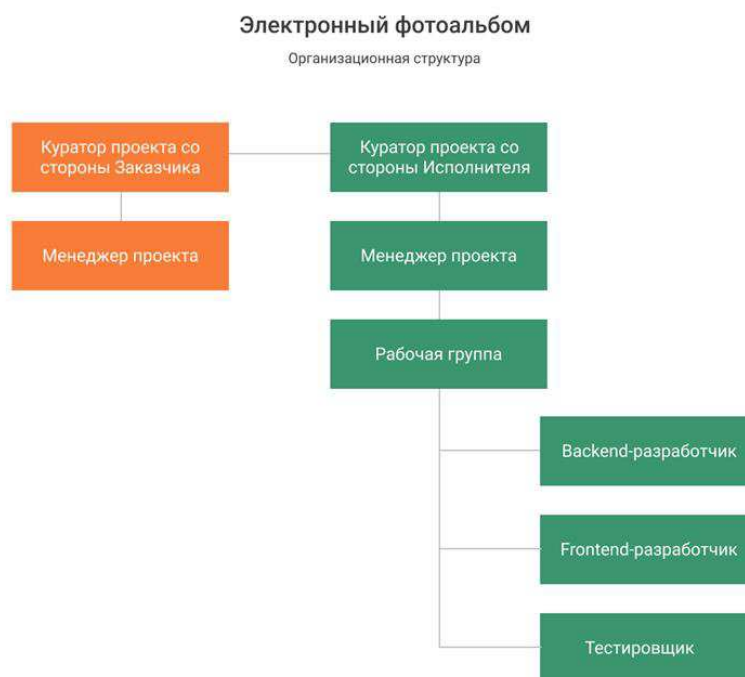 Электронный фотоальбом
Организационная структура
Куратор проекта со
стороны Заказчика
Куратор проекта со
стороны Исполнителя
Менеджер проекта
Менеджер проекта
Рабочая группа
Backend-разработчик
Frontend-разработчик
Тестировщик